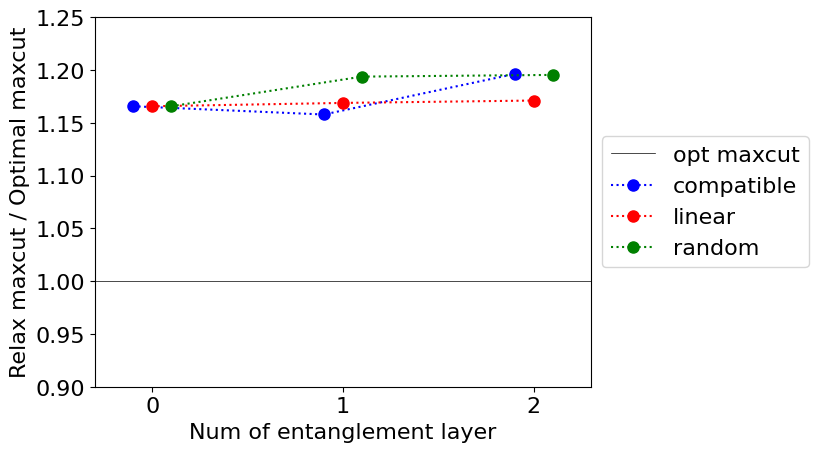 Relax maxcut / Optimal maxcut
1.25
1.20
1.15
1.10
1.05
1.00
0.95
0.90
0
1
2
Num of entanglement layer
opt maxcut
compatible
linear
random